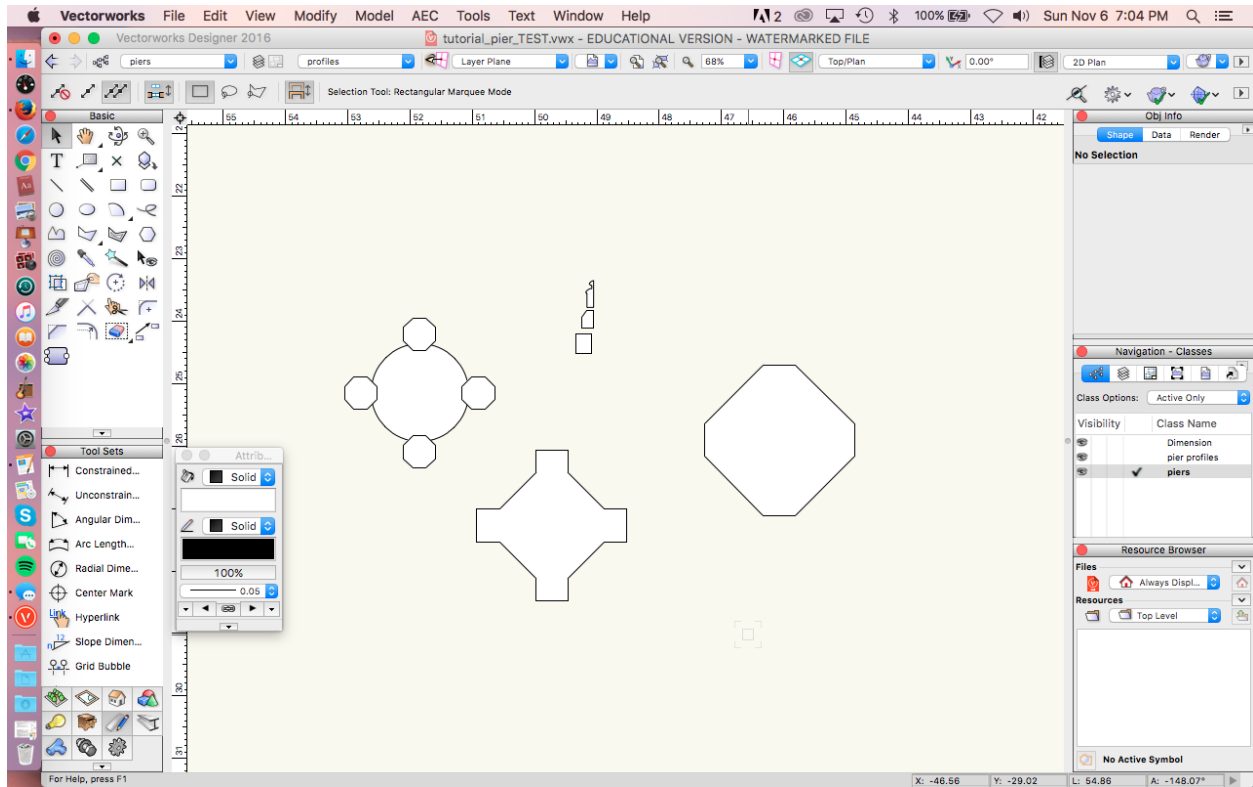 Vectorworks File Edit View Modify Model AEC Tools Text Window Help 2 100% Sun Nov 6 7:04 PM
Vectorworks Designer 2016 tutorial_pier_TEST.vwx - EDUCATIONAL VERSION - WATERMARKED FILE
piers profiles Layer Plane 68% Top/Plan 0.00° 2D Plan
Selection Tool: Rectangular Marquee Mode
Basic
55 54 53 52 51 50 49 48 47 46 45 44 43 42
22
23
24
25
26
30
31
T
Aa
Tool Sets
Constrained...
Unconstrain...
Angular Dim...
Arc Length...
Radial Dime...
Center Mark
Link
Hyperlink
12
n
Slope Dimen...
Grid Bubble
Attrib...
Solid
Solid
100%
0.05
Obj Info
Shape Data Render
No Selection
Navigation - Classes
Class Options: Active Only
Visibility Class Name
Dimension
pier profiles
piers
Resource Browser
Files
Always Displ...
Resources
Top Level
No Active Symbol
For Help, press F1 X: -46.56 Y: -29.02 L: 54.86 A: -148.07°